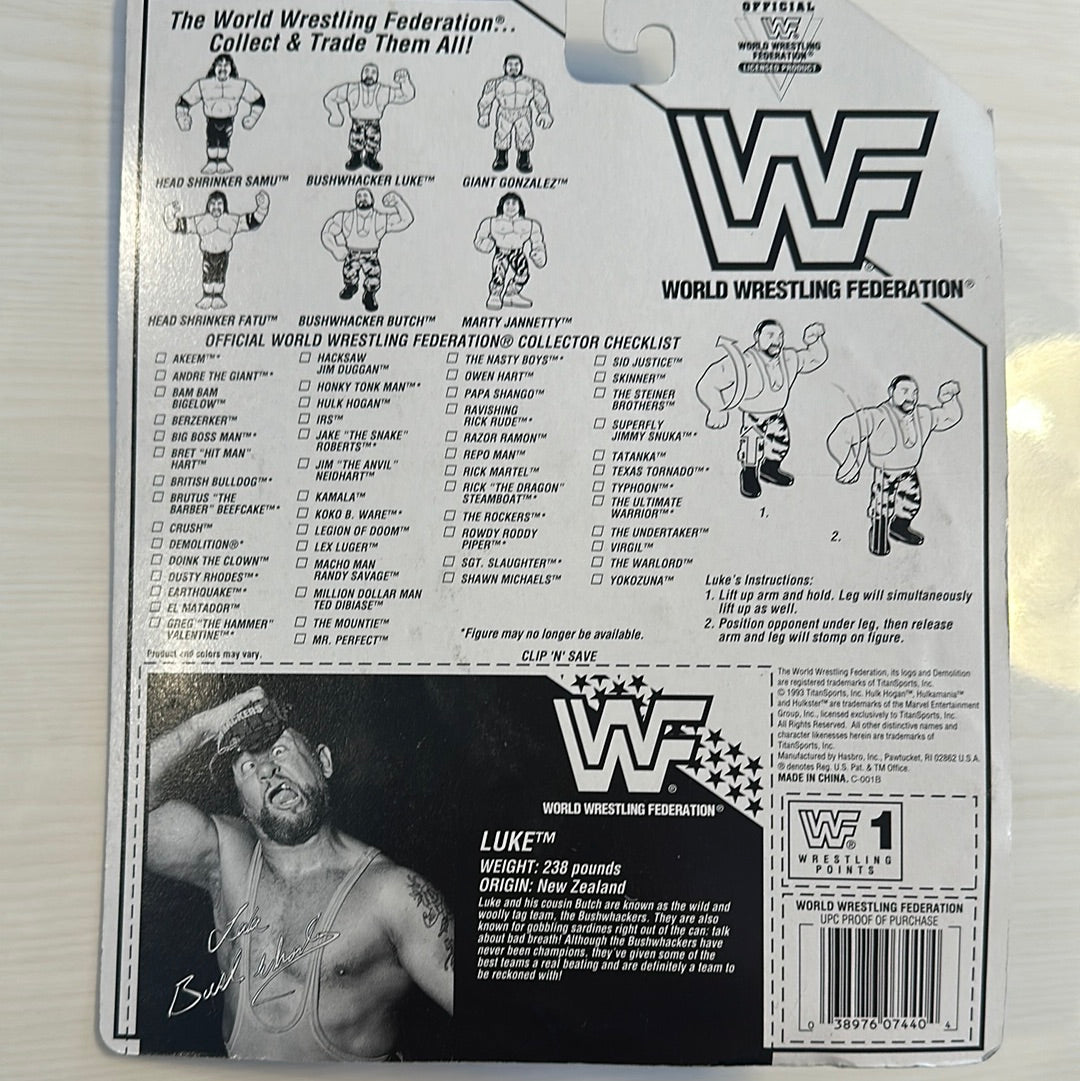 The World Wrestling Federation®...
Collect & Trade Them All!
OFFICIAL
WF
WORLD WRESTLING
FEDERATION®
LICENSED PRODUCT
HEAD SHRINKER SAMU™
BUSHWHACKER LUKE™
GIANT GONZALEZ™
HEAD SHRINKER FATU™
BUSHWHACKER BUTCH™
MARTY JANNETTY™
WF®
WORLD WRESTLING FEDERATION®
OFFICIAL WORLD WRESTLING FEDERATION® COLLECTOR CHECKLIST
AKEEM™*
ANDRE THE GIANT™*
BAM BAM
BIGELOW™
BERZERKER™
BIG BOSS MAN™*
BRET "HIT MAN"
HART™
BRITISH BULLDOG™*
BRUTUS "THE
BARBER" BEEFCAKE™*
CRUSH™
DEMOLITION®*
DOINK THE CLOWN™
DUSTY RHODES™*
EARTHQUAKE™*
EL MATADOR™
GREG "THE HAMMER"
VALENTINE™*
HACKSAW
JIM DUGGAN™
HONKY TONK MAN™*
HULK HOGAN™
IRS™
JAKE "THE SNAKE"
ROBERTS™*
JIM "THE ANVIL"
NEIDHART™
KAMALA™
KOKO B. WARE™*
LEGION OF DOOM™
LEX LUGER™
MACHO MAN
RANDY SAVAGE™
MILLION DOLLAR MAN
TED DIBIASE™
THE MOUNTIE™
MR. PERFECT™
THE NASTY BOYS™*
OWEN HART™
PAPA SHANGO™
RAVISHING
RICK RUDE™*
RAZOR RAMON™
REPO MAN™
RICK MARTEL™
RICK "THE DRAGON"
STEAMBOAT™*
THE ROCKERS™*
ROWDY RODDY
PIPER™*
SGT. SLAUGHTER™*
SHAWN MICHAELS™
SID JUSTICE™
SKINNER™
THE STEINER
BROTHERS™
SUPERFLY
JIMMY SNUKA™*
TATANKA™
TEXAS TORNADO™*
TYPHOON™*
THE ULTIMATE
WARRIOR™*
THE UNDERTAKER™
VIRGIL™
THE WARLORD™
YOKOZUNA™
*Figure may no longer be available.
Product and colors may vary.
CLIP 'N' SAVE
1.
2.
Luke's Instructions:
1. Lift up arm and hold. Leg will simultaneously
lift up as well.
2. Position opponent under leg, then release
arm and leg will stomp on figure.
WF®
WORLD WRESTLING FEDERATION®
LUKE™
WEIGHT: 238 pounds
ORIGIN: New Zealand
Luke and his cousin Butch are known as the wild and
woolly tag team, the Bushwhackers. They are also
known for gobbling sardines right out of the can: talk
about bad breath! Although the Bushwhackers have
never been champions, they've given some of the
best teams a real beating and are definitely a team to
be reckoned with!
Luke
The World Wrestling Federation, its logos and Demolition
are registered trademarks of TitanSports, Inc.
© 1993 TitanSports, Inc. Hulk Hogan™, Hulkamania™
and Hulkster™ are trademarks of the Marvel Entertainment
Group, Inc., licensed exclusively to TitanSports, Inc.
All Rights Reserved. All other distinctive names and
character likenesses herein are trademarks of
TitanSports, Inc.
Manufactured by Hasbro, Inc., Pawtucket, RI 02862 U.S.A.
® denotes Reg. U.S. Pat. & TM Office.
MADE IN CHINA. C-001B
WF® 1
WRESTLING
POINTS
WORLD WRESTLING FEDERATION
UPC PROOF OF PURCHASE
0 38976 07440 4